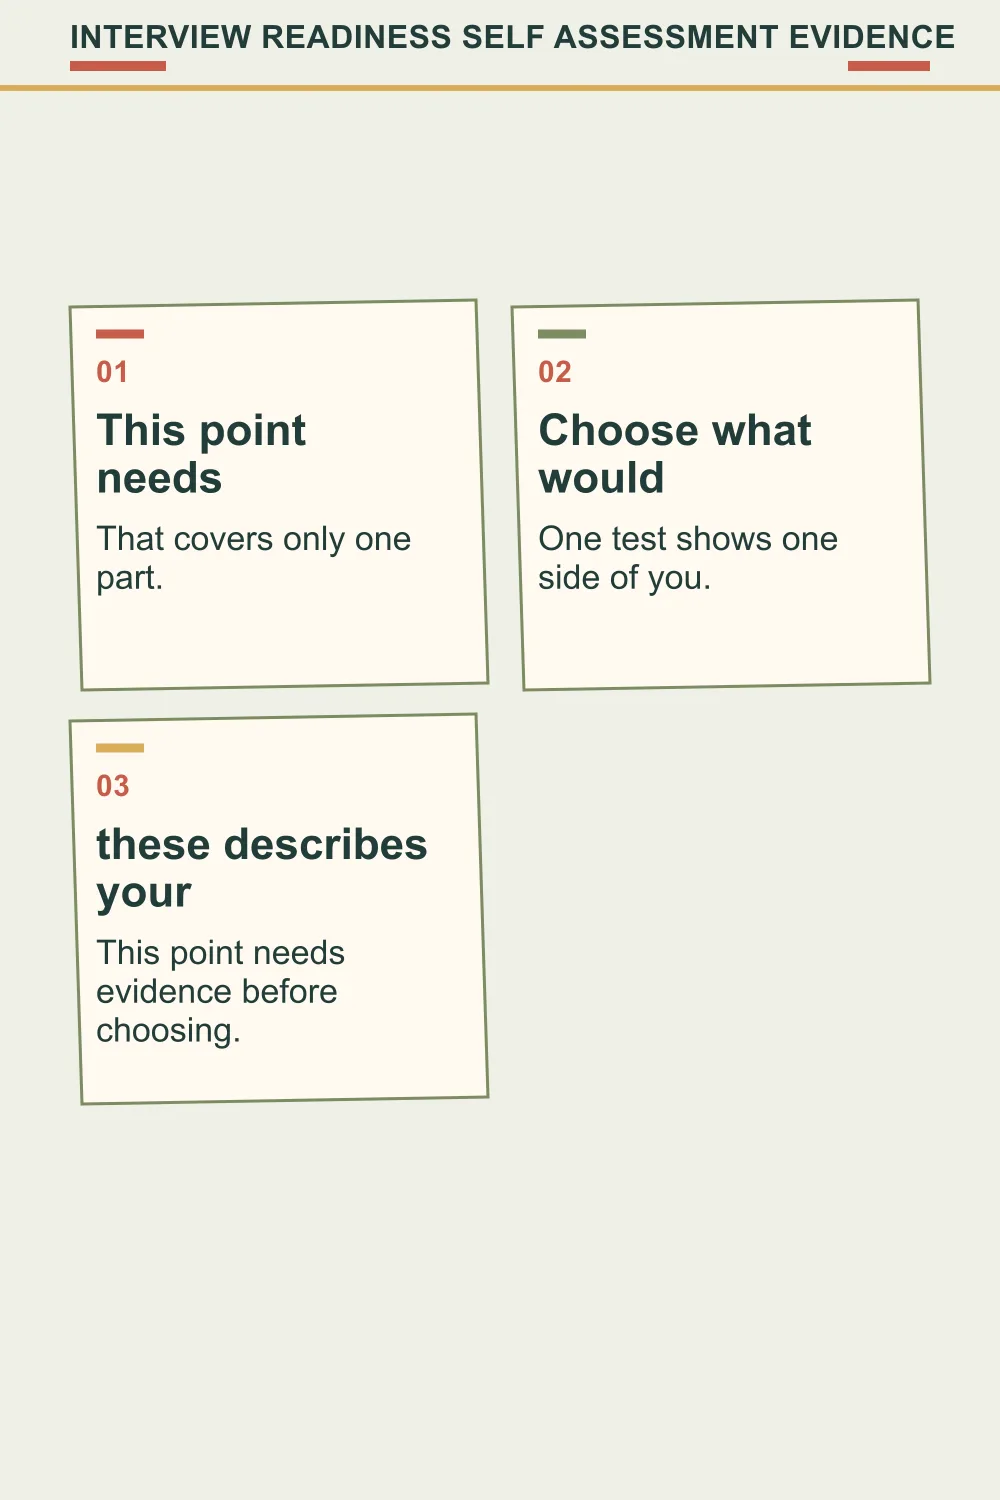 INTERVIEW READINESS SELF ASSESSMENT EVIDENCE
01
This point
needs
That covers only one
part.
02
Choose what
would
One test shows one
side of you.
03
these describes
your
This point needs
evidence before
choosing.